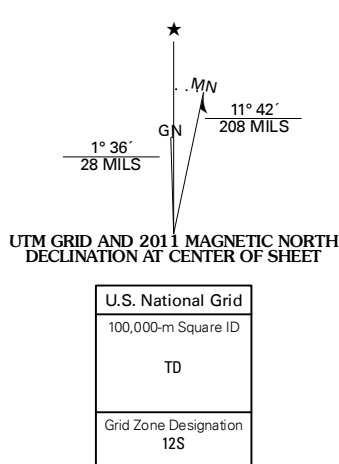 ★
MN
GN
11° 42´
208 MILS
1° 36´
28 MILS
UTM GRID AND 2011 MAGNETIC NORTH
DECLINATION AT CENTER OF SHEET
U.S. National Grid
100,000-m Square ID
TD
Grid Zone Designation
12S